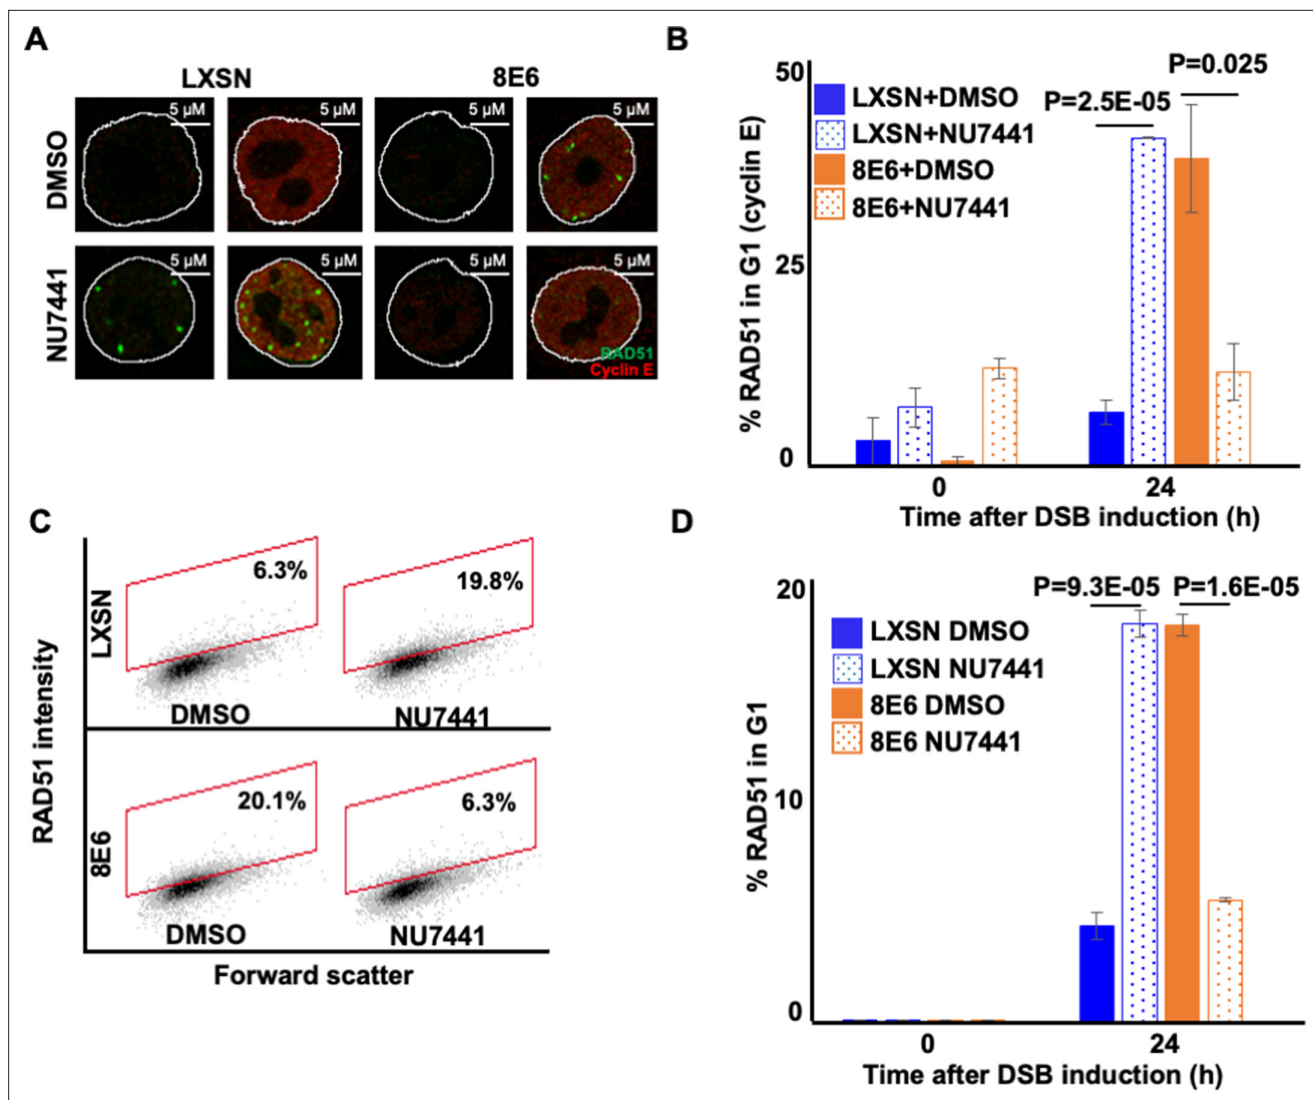 A
LXSN 8E6
DMSO
5 μM 5 μM 5 μM 5 μM
NU7441
5 μM 5 μM 5 μM 5 μM
RAD51
Cyclin E
B
% RAD51 in G1 (cyclin E)
50
25
0
LXSN+DMSO
LXSN+NU7441
8E6+DMSO
8E6+NU7441
P=2.5E-05
P=0.025
0 24
Time after DSB induction (h)
C
RAD51 intensity
LXSN
6.3%
19.8%
DMSO NU7441
8E6
20.1%
6.3%
DMSO NU7441
Forward scatter
D
% RAD51 in G1
20
10
0
LXSN DMSO
LXSN NU7441
8E6 DMSO
8E6 NU7441
P=9.3E-05 P=1.6E-05
0 24
Time after DSB induction (h)